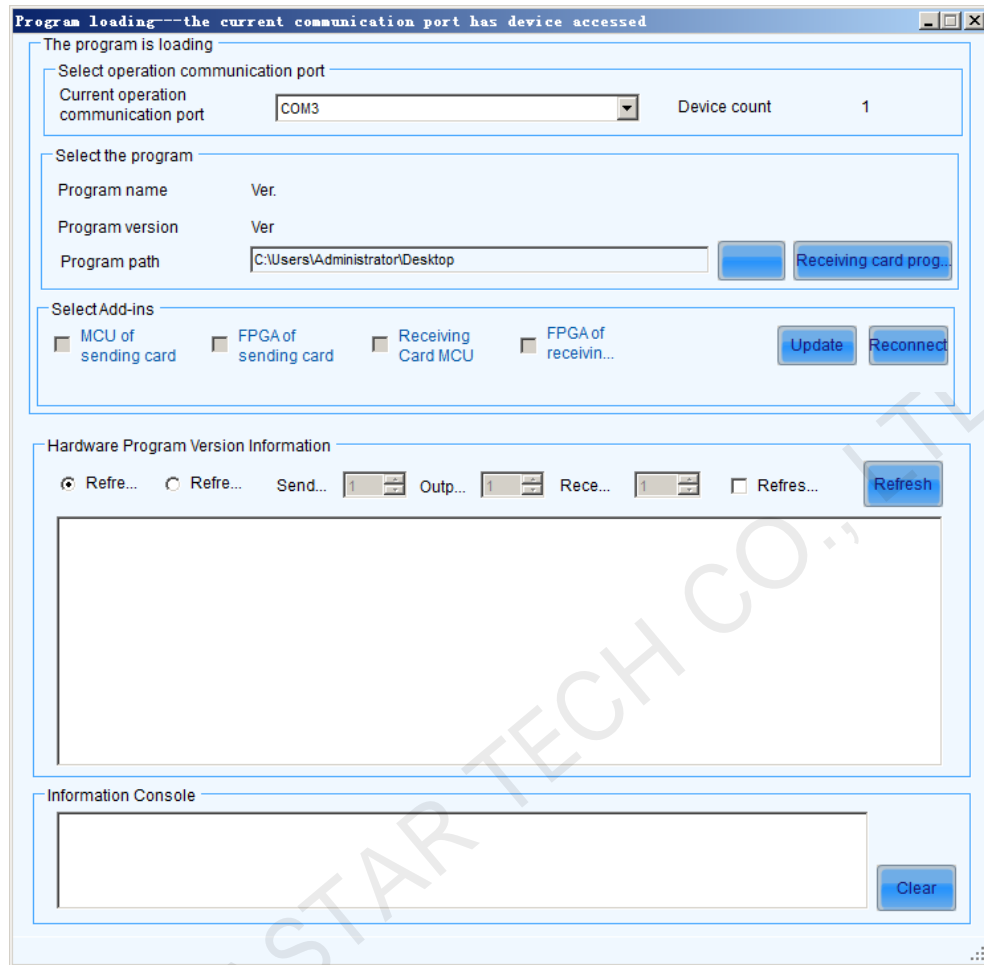 Program loading---the current communication port has device accessed
The program is loading
Select operation communication port
Current operation
communication port
COM3
Device count
1
Select the program
Program name
Ver.
Program version
Ver
Program path
C:\Users\Administrator\Desktop
Receiving card prog...
Select Add-ins
MCU of
sending card
FPGA of
sending card
Receiving
Card MCU
FPGA of
receivin...
Update
Reconnect
Hardware Program Version Information
Refre...
Refre...
Send...
1
Outp...
1
Rece...
1
Refres...
Refresh
Information Console
Clear
STAR TECH CO., LTD